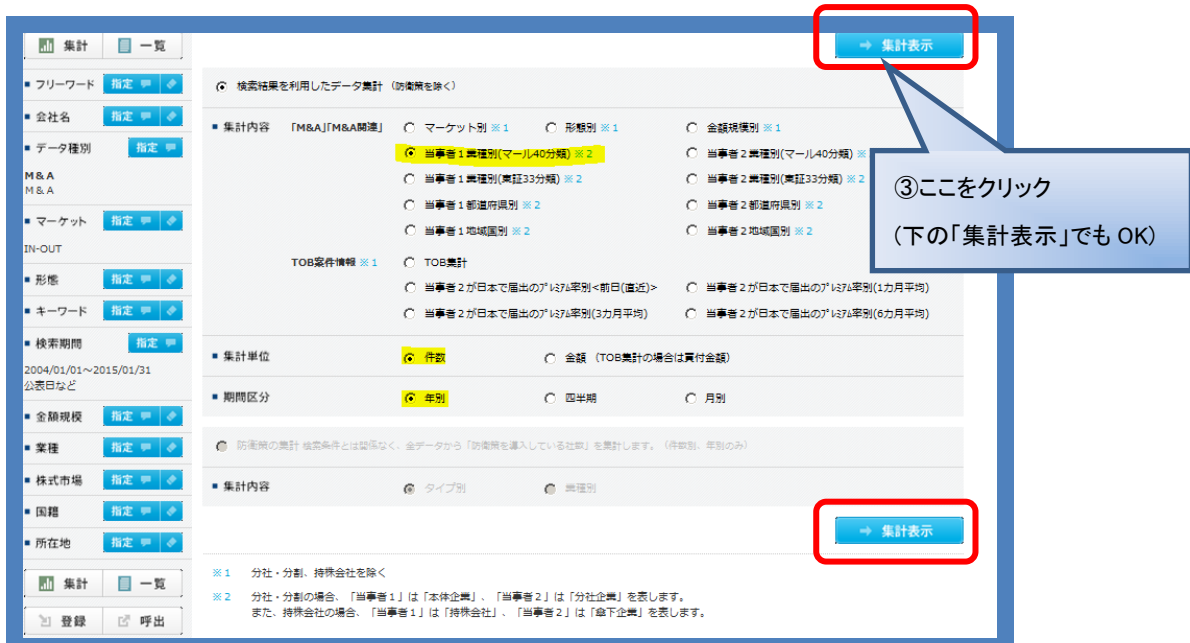 集計 一覧
→ 集計表示
フリーワード 指定
検索結果を利用したデータ集計 (防衛策を除く)
会社名 指定
集計内容 「M&A」「M&A関連」 マーケット別 ※1 形態別 ※1 金額規模別 ※1
データ種別 指定
当事者1業種別(マール40分類) ※2 当事者2業種別(マール40分類) ※
M&A
M&A
当事者1業種別(東証33分類) ※2 当事者2業種別(東証33分類) ※2
③ここをクリック
(下の「集計表示」でも OK)
マーケット 指定
当事者1都道府県別 ※2 当事者2都道府県別 ※2
IN-OUT
当事者1地域国別 ※2 当事者2地域国別 ※2
TOB案件情報 ※1 TOB集計
形態 指定
当事者2が日本で届出のプレミアム率別<前日(直近)> 当事者2が日本で届出のプレミアム率別(1カ月平均)
キーワード 指定
当事者2が日本で届出のプレミアム率別(3カ月平均) 当事者2が日本で届出のプレミアム率別(6カ月平均)
検索期間 指定
集計単位 件数 金額 (TOB集計の場合は買付金額)
2004/01/01~2015/01/31
公表日など
期間区分 年別 四半期 月別
金額規模 指定
業種 指定
防衛策の集計 検索条件とは関係なく、全データから「防衛策を導入している社数」を集計します。(件数別、年別のみ)
株式市場 指定
集計内容 タイプ別 業種別
国籍 指定
所在地 指定
→ 集計表示
集計 一覧
※1 分社・分割、持株会社を除く
※2 分社・分割の場合、「当事者1」は「本体企業」、「当事者2」は「分社企業」を表します。
また、持株会社の場合、「当事者1」は「持株会社」、「当事者2」は「傘下企業」を表します。
登録 呼出